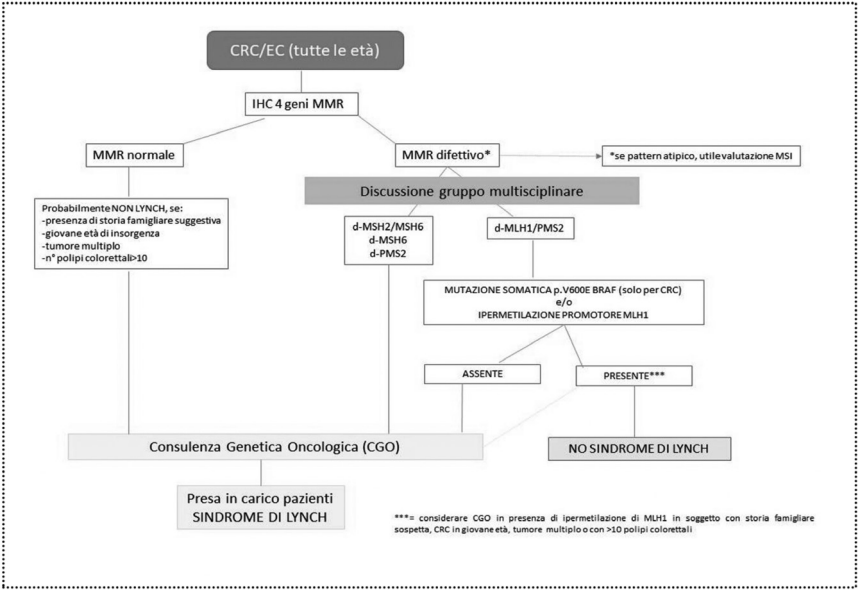 CRC/EC (tutte le età)
IHC 4 geni MMR
MMR normale
MMR difettivo*
*se pattern atipico, utile valutazione MSI
Discussione gruppo multisciplinare
Probabilmente NON LYNCH, se:
-presenza di storia famigliare suggestiva
-giovane età di insorgenza
-tumore multiplo
-n° polipi colorettali>10
d-MSH2/MSH6
d-MSH6
d-PMS2
d-MLH1/PMS2
MUTAZIONE SOMATICA p.V600E BRAF (solo per CRC)
e/o
IPERMETILAZIONE PROMOTORE MLH1
ASSENTE
PRESENTE***
Consulenza Genetica Oncologica (CGO)
NO SINDROME DI LYNCH
Presa in carico pazienti
SINDROME DI LYNCH
***= considerare CGO in presenza di ipermetilazione di MLH1 in soggetto con storia famigliare
sospetta, CRC in giovane età, tumore multiplo o con >10 polipi colorettali